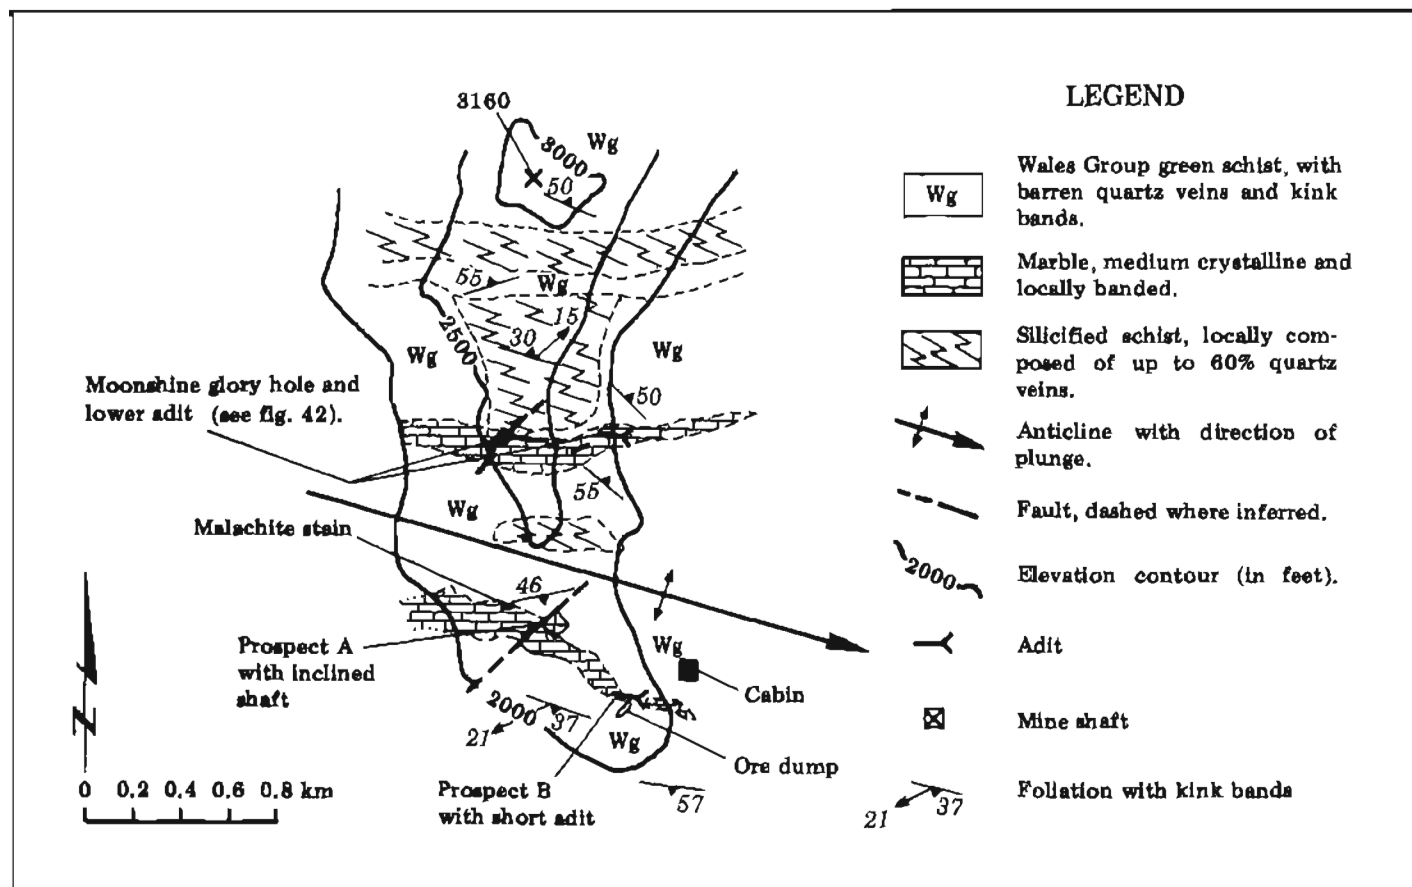 3160
Wg
3000
50
55
Wg
15
2500
30
Wg
Wg
50
Moonshine glory hole and
lower adit (see fig. 42).
55
Wg
Malachite stain
46
Prospect A
with inclined
shaft
Wg
Cabin
2000
37
21
Wg
Ore dump
Prospect B
with short adit
57
N
0 0.2 0.4 0.6 0.8 km
LEGEND
Wg
Wales Group green schist, with
barren quartz veins and kink
bands.
Marble, medium crystalline and
locally banded.
Silicified schist, locally com-
posed of up to 60% quartz
veins.
Anticline with direction of
plunge.
Fault, dashed where inferred.
2000
Elevation contour (in feet).
Adit
Mine shaft
21
37
Foliation with kink bands